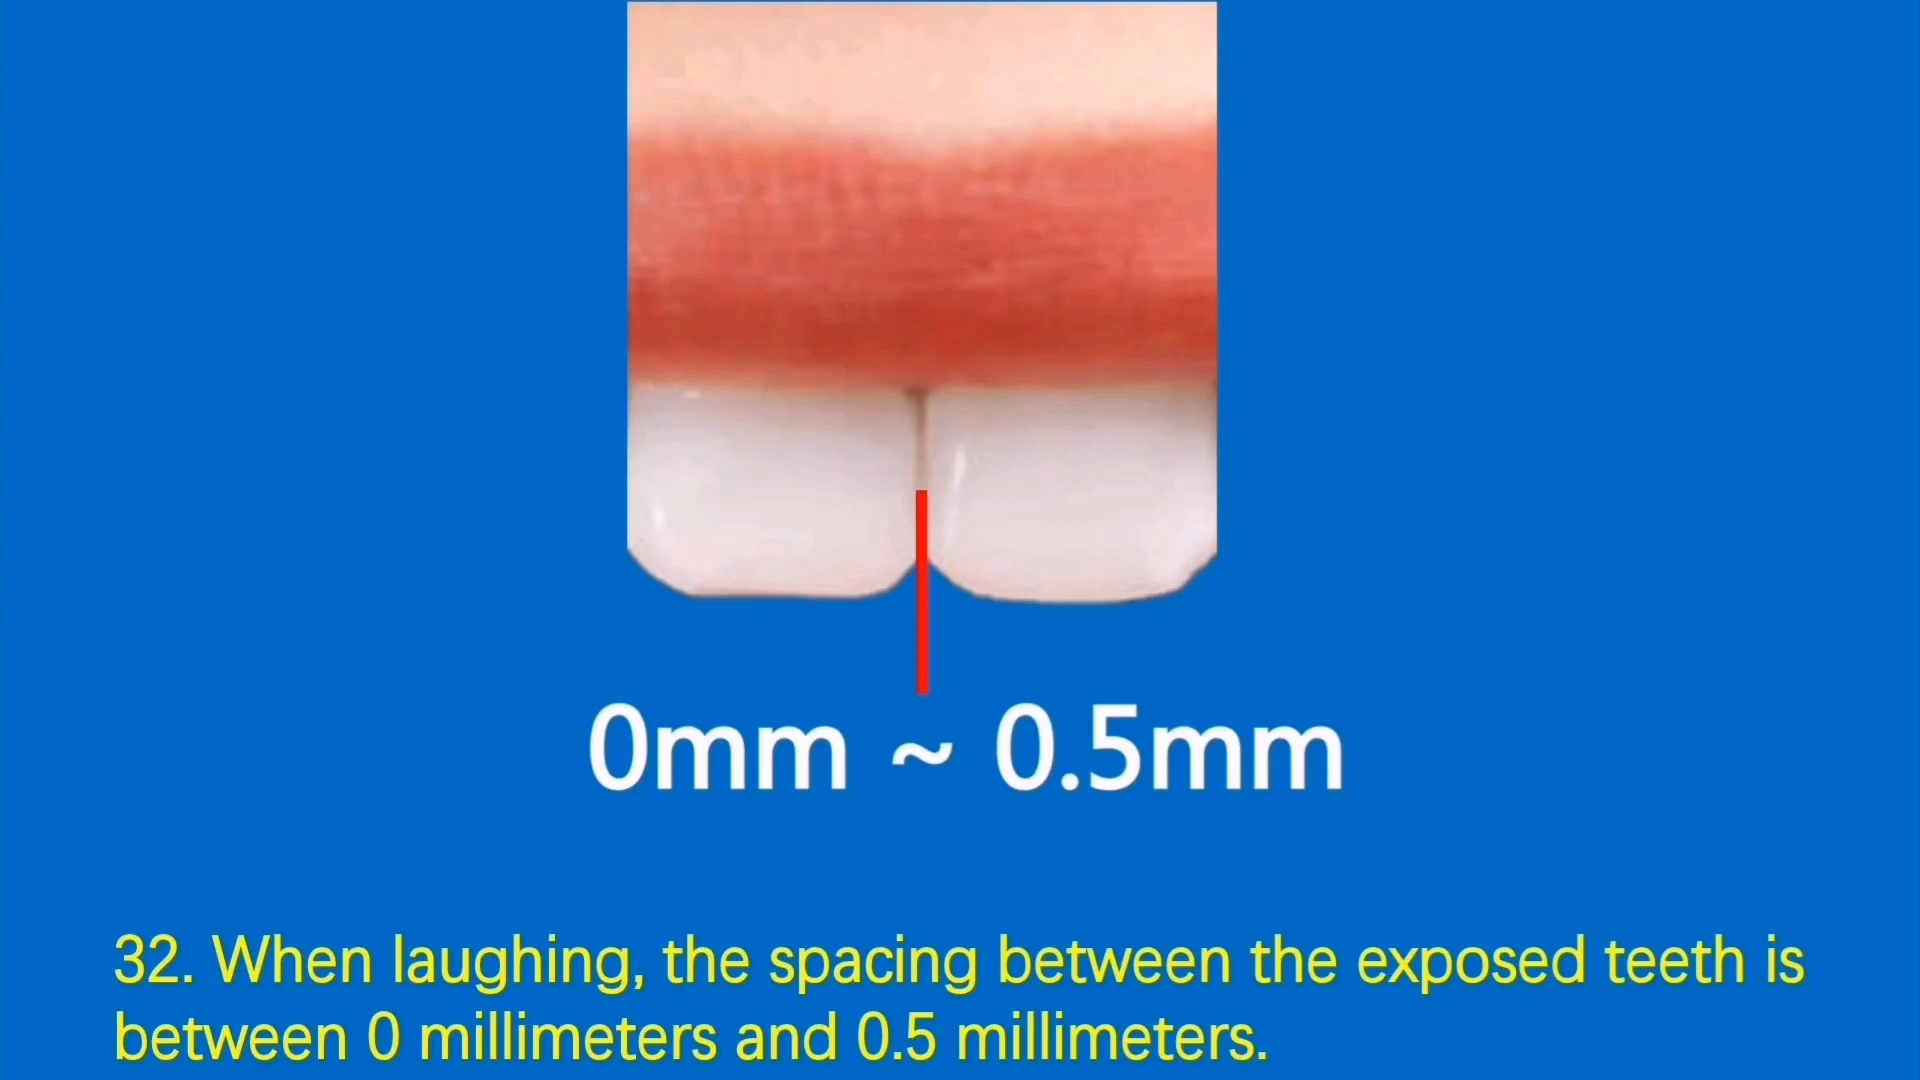 0mm ~ 0.5mm
32. When laughing, the spacing between the exposed teeth is
between 0 millimeters and 0.5 millimeters.